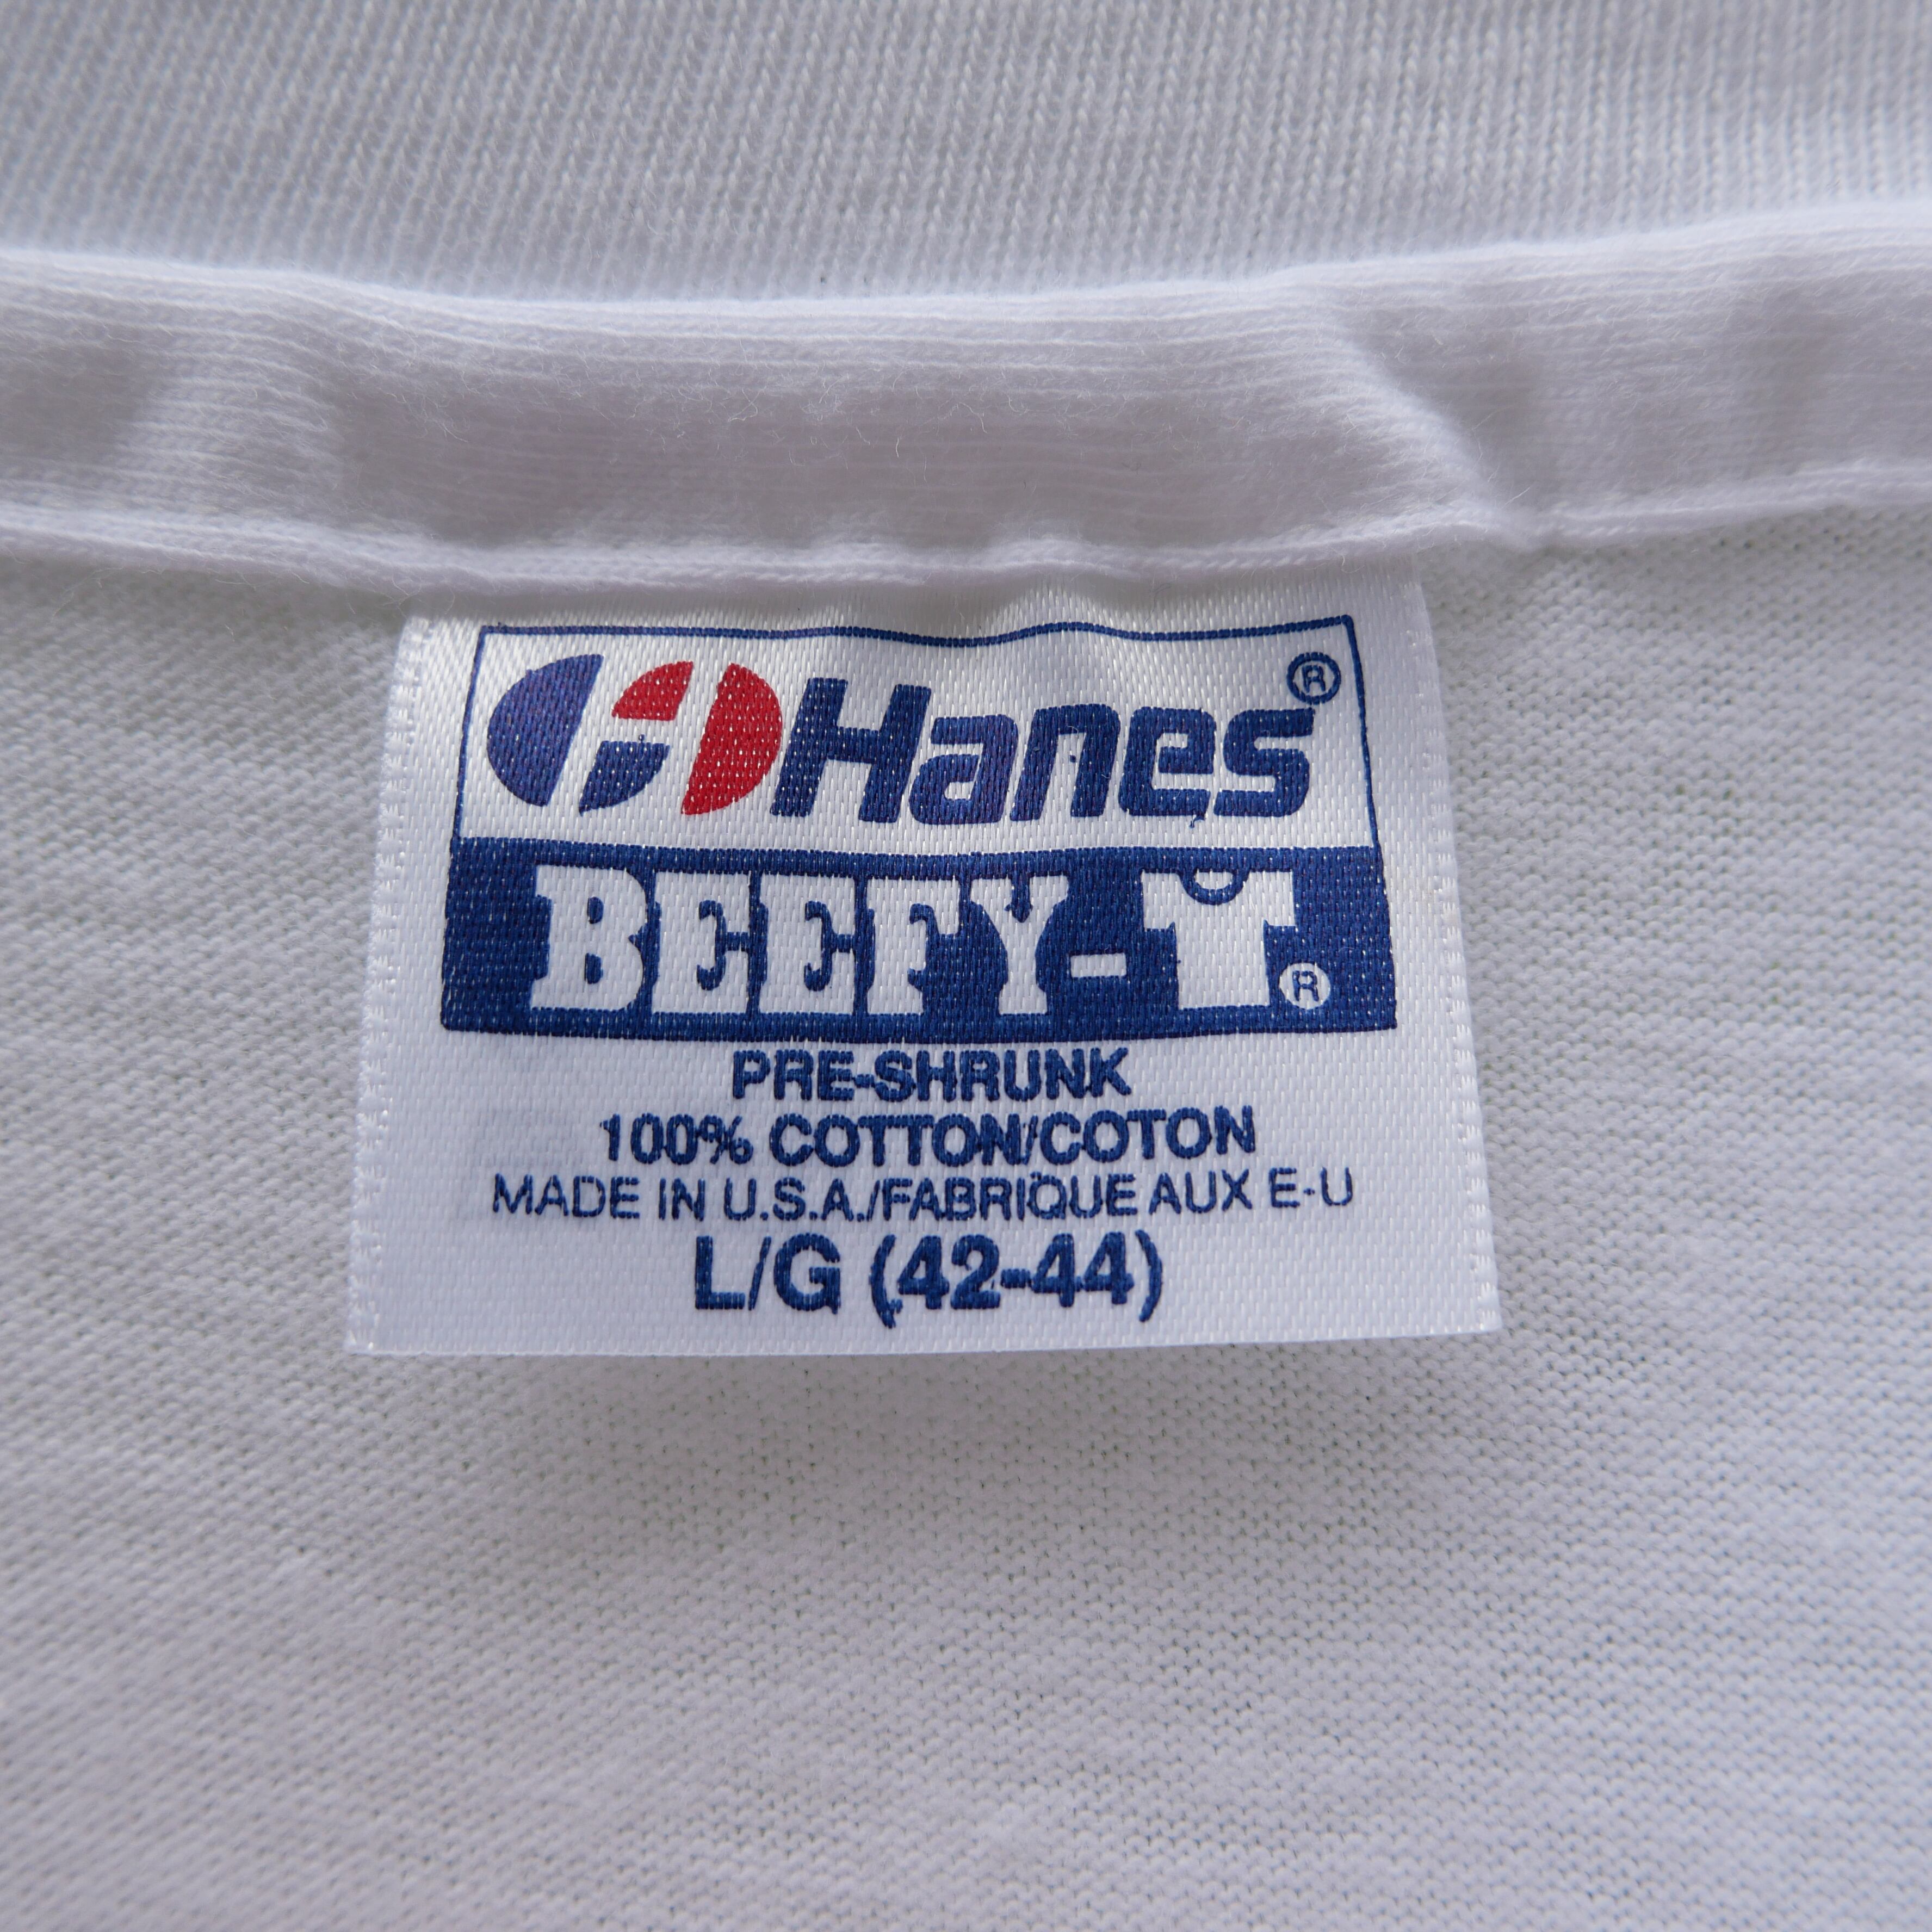 Hanes ®
BEEFY-T ®
PRE-SHRUNK
100% COTTON/COTON
MADE IN U.S.A./FABRIQUE AUX E-U
L/G (42-44)